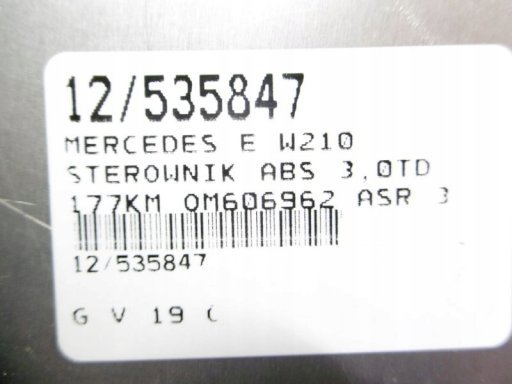 12/535847
MERCEDES E W210
STEROWNIK ABS 3,0TD
177KM OM606962 ASR 3
12/535847
G V 19 C